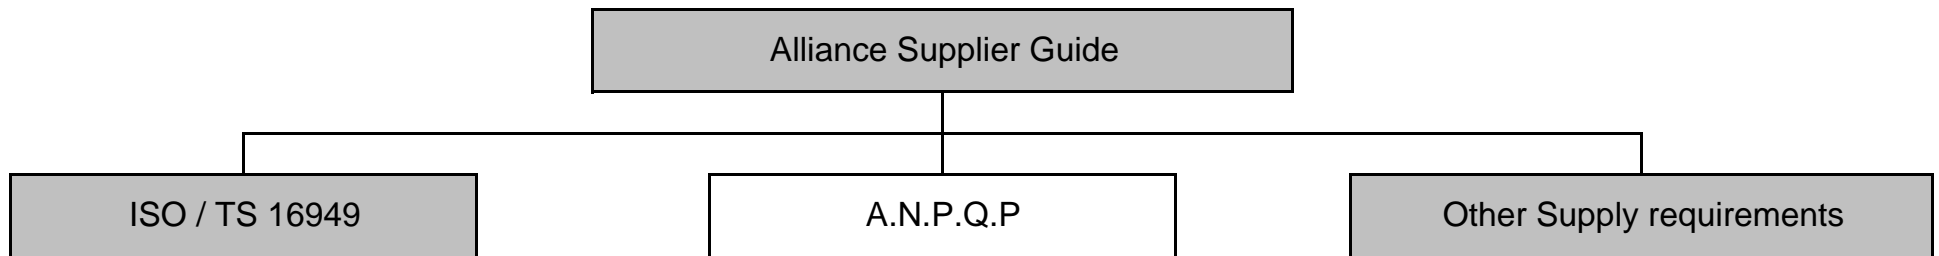 Alliance Supplier Guide
ISO / TS 16949
A.N.P.Q.P
Other Supply requirements